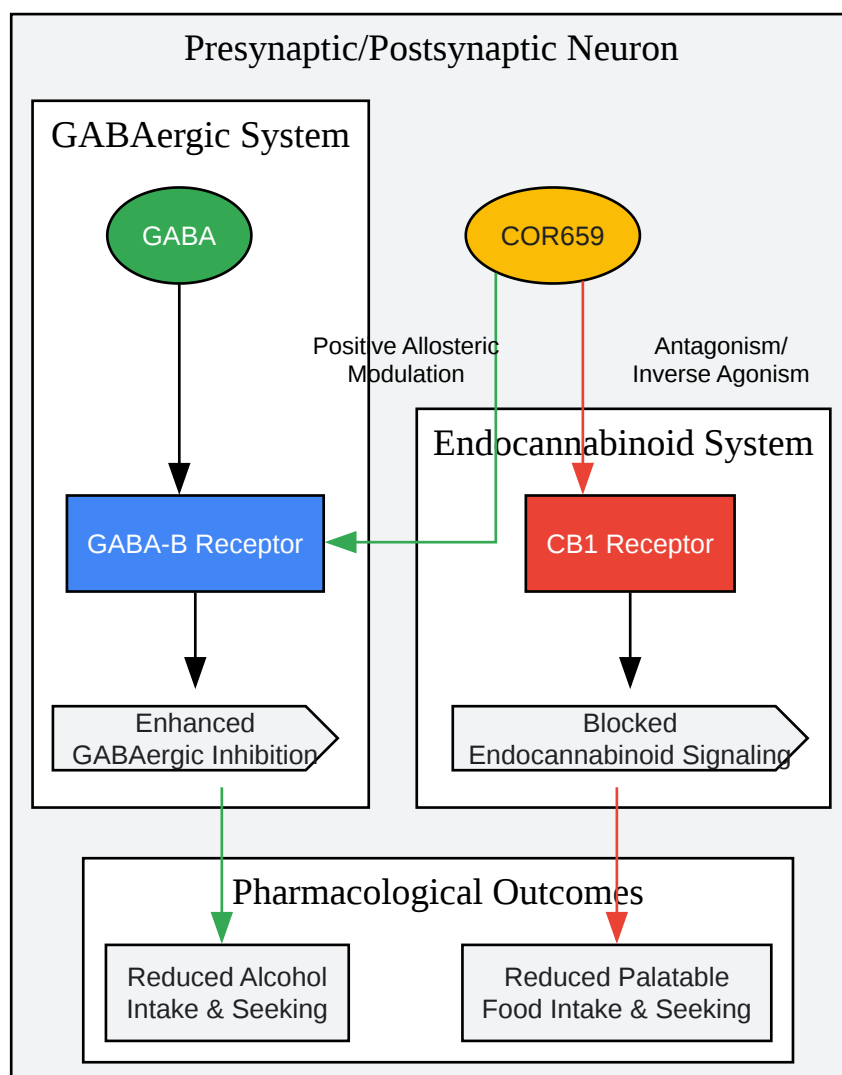 Presynaptic/Postsynaptic Neuron
GABAergic System
GABA
COR659
Positive Allosteric
Modulation
Antagonism/
Inverse Agonism
Endocannabinoid System
GABA-B Receptor
CB1 Receptor
Enhanced
GABAergic Inhibition
Blocked
Endocannabinoid Signaling
Pharmacological Outcomes
Reduced Alcohol
Intake & Seeking
Reduced Palatable
Food Intake & Seeking